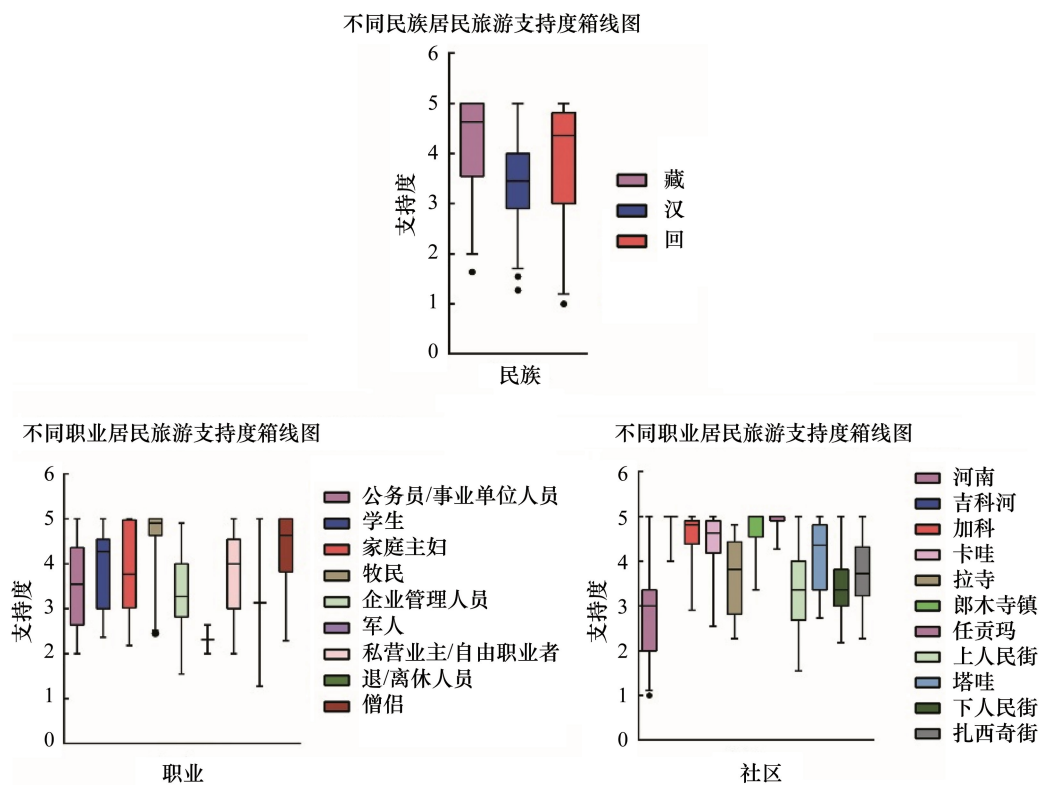 不同民族居民旅游支持度箱线图
6
5
4
3
2
1
0
支持度
民族
藏
汉
回
不同职业居民旅游支持度箱线图
6
5
4
3
2
1
0
支持度
职业
公务员/事业单位人员
学生
家庭主妇
牧民
企业管理人员
军人
私营业主/自由职业者
退/离休人员
僧侣
不同职业居民旅游支持度箱线图
6
5
4
3
2
1
0
支持度
社区
河南
吉科河
加科
卡哇
拉寺
郎木寺镇
任贡玛
上人民街
塔哇
下人民街
扎西奇街